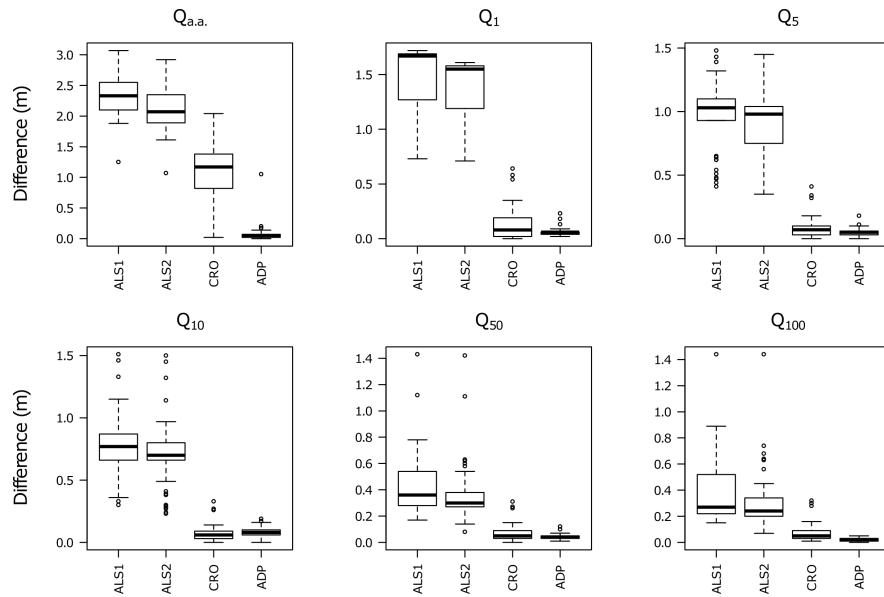 Qa.a.
Q1
Q5
Difference (m)
3.0
2.5
2.0
1.5
1.0
0.5
0.0
ALS1
ALS2
CRO
ADP
1.5
1.0
0.5
0.0
ALS1
ALS2
CRO
ADP
1.5
1.0
0.5
0.0
ALS1
ALS2
CRO
ADP
Q10
Q50
Q100
Difference (m)
1.5
1.0
0.5
0.0
ALS1
ALS2
CRO
ADP
1.4
1.2
1.0
0.8
0.6
0.4
0.2
0.0
ALS1
ALS2
CRO
ADP
1.4
1.2
1.0
0.8
0.6
0.4
0.2
0.0
ALS1
ALS2
CRO
ADP